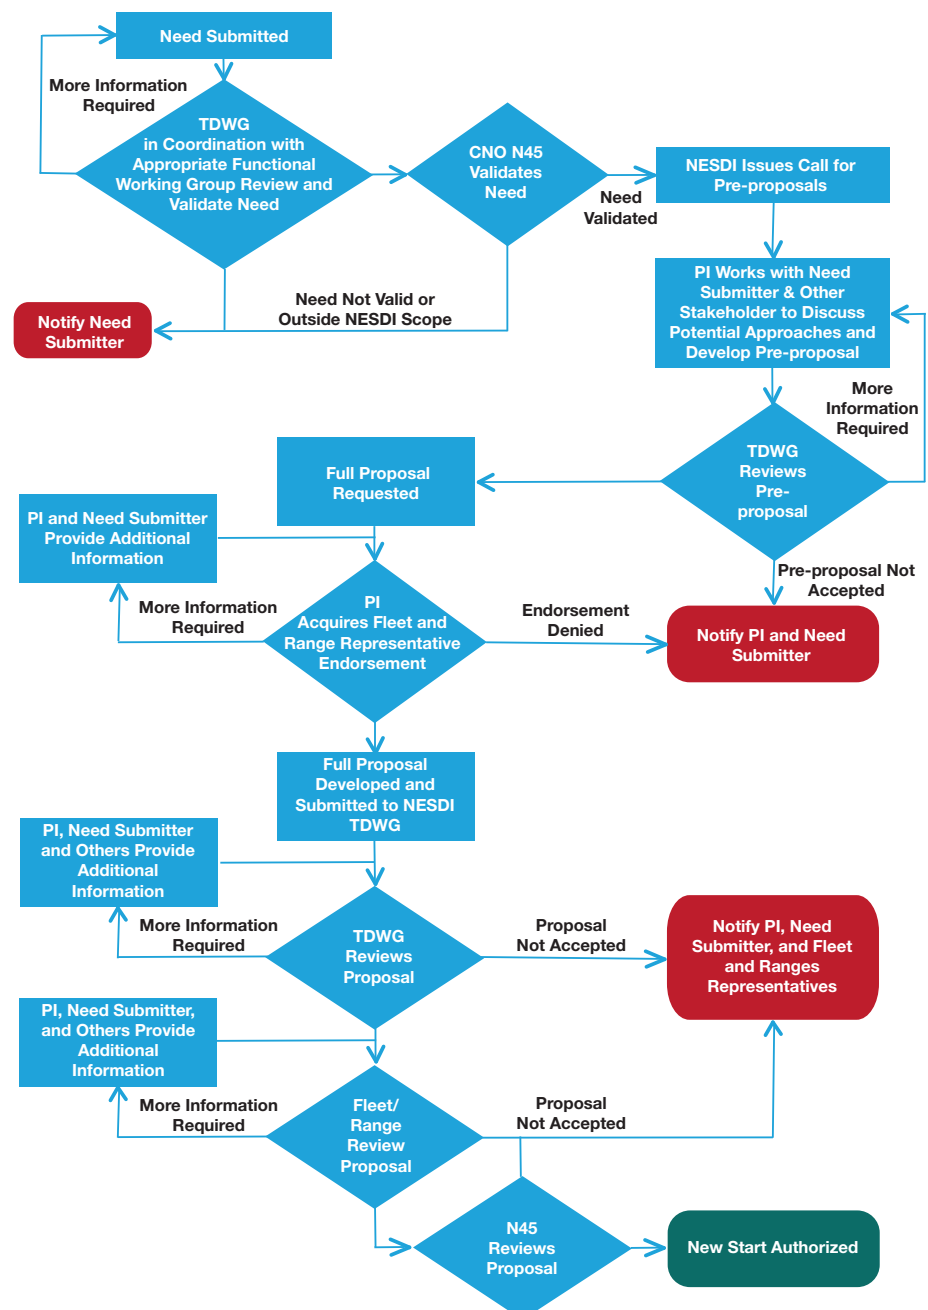 Need Submitted
More Information
Required
TDWG
in Coordination with
Appropriate Functional
Working Group Review and
Validate Need
CNO N45
Validates
Need
Need
Validated
NESDI Issues Call for
Pre-proposals
Need Not Valid or
Outside NESDI Scope
Notify Need
Submitter
PI Works with Need
Submitter & Other
Stakeholder to Discuss
Potential Approaches and
Develop Pre-proposal
More
Information
Required
TDWG
Reviews
Pre-
proposal
Full Proposal
Requested
PI and Need Submitter
Provide Additional
Information
More Information
Required
PI
Acquires Fleet and
Range Representative
Endorsement
Endorsement
Denied
Pre-proposal Not
Accepted
Notify PI and Need
Submitter
Full Proposal
Developed and
Submitted to NESDI
TDWG
PI, Need Submitter
and Others Provide
Additional
Information
More Information
Required
TDWG
Reviews
Proposal
Proposal
Not Accepted
Notify PI, Need
Submitter, and Fleet
and Ranges
Representatives
PI, Need Submitter,
and Others Provide
Additional
Information
More Information
Required
Fleet/
Range
Review
Proposal
Proposal
Not Accepted
N45
Reviews
Proposal
New Start Authorized